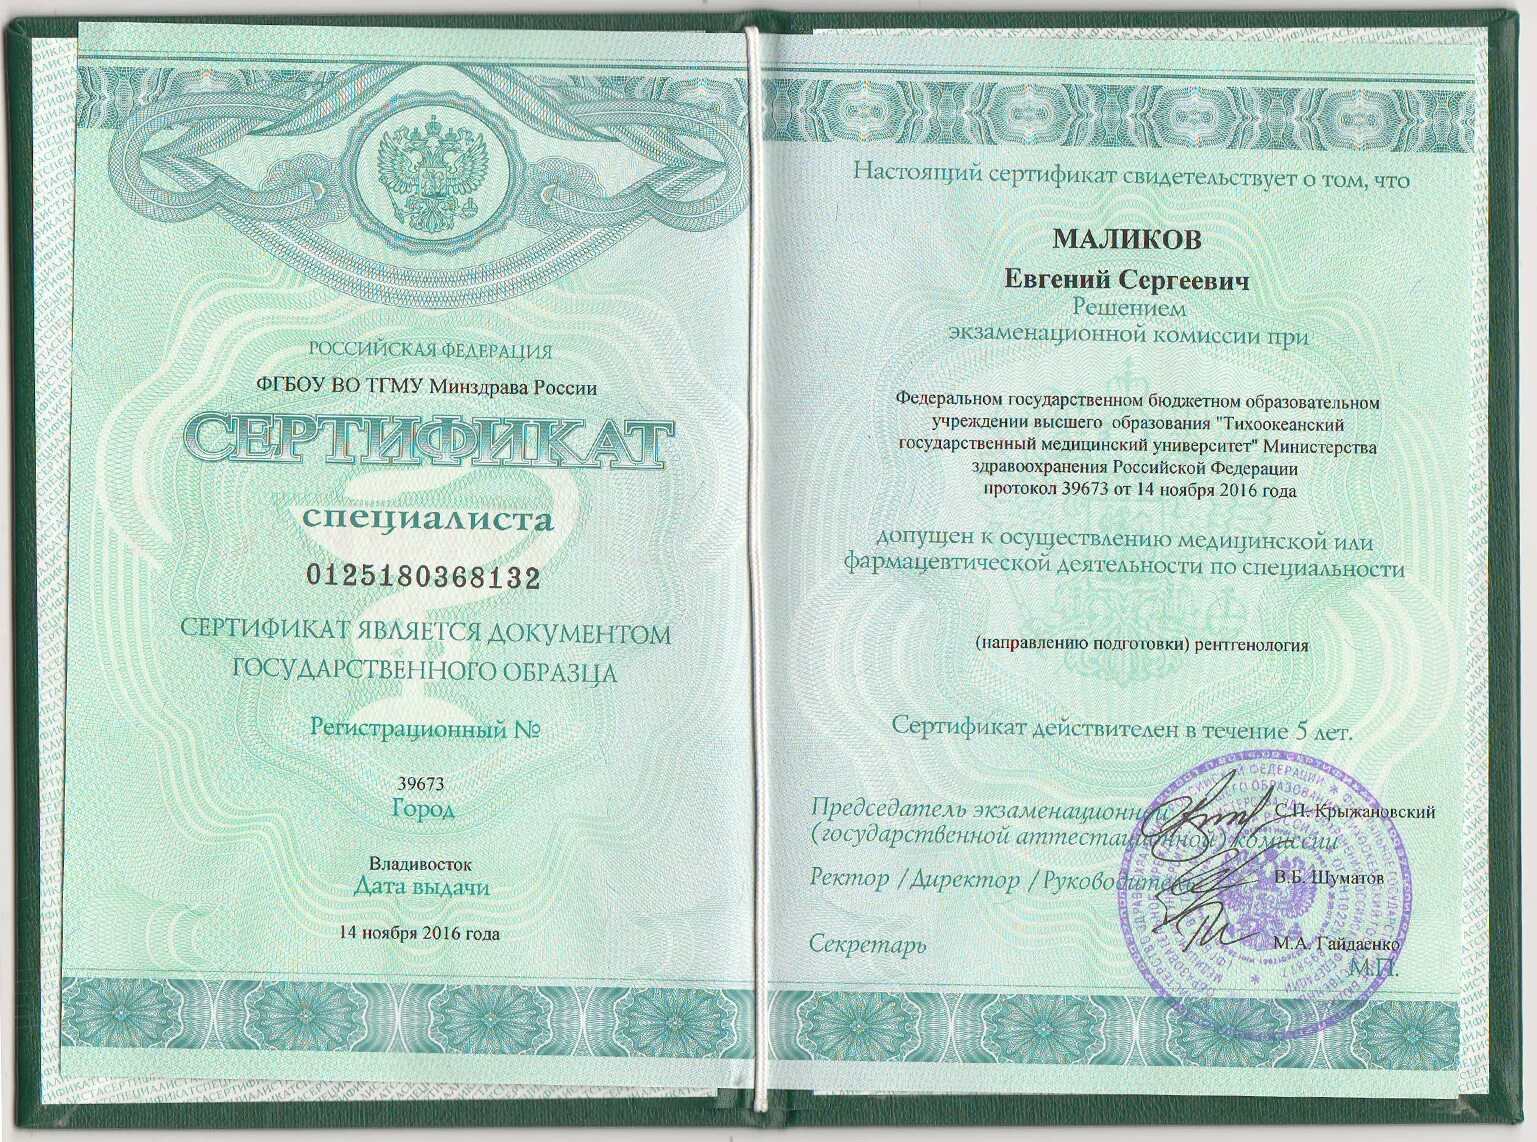 РОССИЙСКАЯ ФЕДЕРАЦИЯ
ФГБОУ ВО ТГМУ Минздрава России
СЕРТИФИКАТ
специалиста
0125180368132
СЕРТИФИКАТ ЯВЛЯЕТСЯ ДОКУМЕНТОМ
ГОСУДАРСТВЕННОГО ОБРАЗЦА
Регистрационный №
39673
Город
Владивосток
Дата выдачи
14 ноября 2016 года
Настоящий сертификат свидетельствует о том, что
МАЛИКОВ
Евгений Сергеевич
Решением
экзаменационной комиссии при
Федеральном государственном бюджетном образовательном
учреждении высшего образования "Тихоокеанский
государственный медицинский университет" Министерства
здравоохранения Российской Федерации
протокол 39673 от 14 ноября 2016 года
допущен к осуществлению медицинской или
фармацевтической деятельности по специальности
(направлению подготовки) рентгенология
Сертификат действителен в течение 5 лет.
Председатель экзаменационной С.П. Крыжановский
(государственной аттестационной) комиссии
Ректор /Директор /Руководитель В.Б. Шуматов
Секретарь М.А. Гайдаенко
М.П.